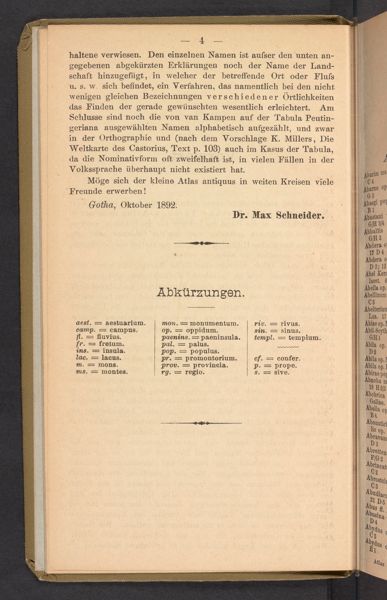 — 4 —
haltene verwiesen. Den einzelnen Namen ist aufser den unten an-
gegebenen abgekürzten Erklärungen noch der Name der Land-
schaft hinzugefügt, in welcher der betreffende Ort oder Flufs
u. s. w. sich befindet, ein Verfahren, das namentlich bei den nicht
wenigen gleichen Bezeichnungen verschiedener Örtlichkeiten
das Finden der gerade gewünschten wesentlich erleichtert. Am
Schlusse sind noch die von van Kampen auf der Tabula Peutin-
geriana ausgewählten Namen alphabetisch aufgezählt, und zwar
in der Orthographie und (nach dem Vorschlage K. Millers, Die
Weltkarte des Castorius, Text p. 103) auch im Kasus der Tabula,
da die Nominativform oft zweifelhaft ist, in vielen Fällen in der
Volkssprache überhaupt nicht existiert hat.
Möge sich der kleine Atlas antiquus in weiten Kreisen viele
Freunde erwerben!
Gotha, Oktober 1892.
Dr. Max Schneider.
Abkürzungen.
aest. = aestuarium.
camp. = campus.
fl. = fluvius.
fr. = fretum.
ins. = insula.
lac. = lacus.
m. = mons.
ms. = montes.
mon. = monumentum.
op. = oppidum.
paenins. = paeninsula.
pal. = palus.
pop. = populus.
pr. = promontorium.
prov. = provincia.
rg. = regio.
riv. = rivus.
sin. = sinus.
templ. = templum.
cf. = confer.
p. = prope.
s. = sive.